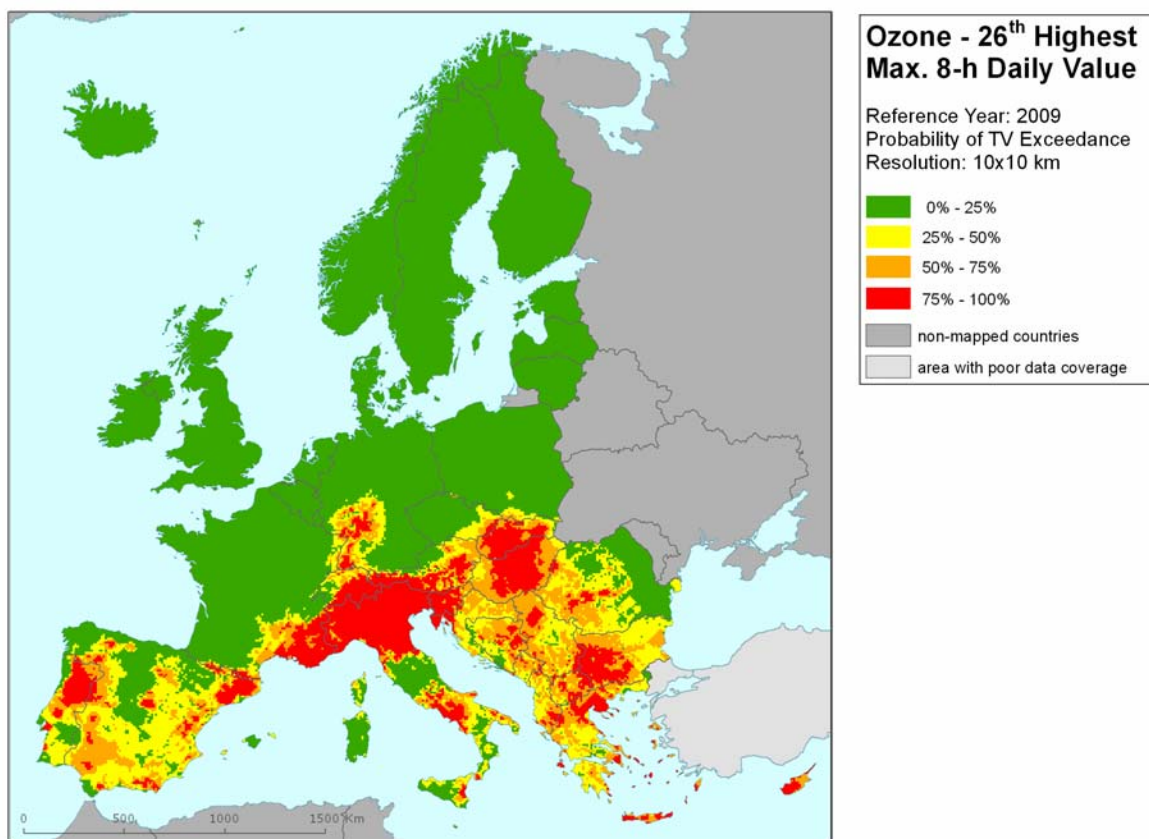 Ozone - 26th Highest
Max. 8-h Daily Value
Reference Year: 2009
Probability of TV Exceedance
Resolution: 10x10 km
0% - 25%
25% - 50%
50% - 75%
75% - 100%
non-mapped countries
area with poor data coverage
0 500 1000 1500 Km